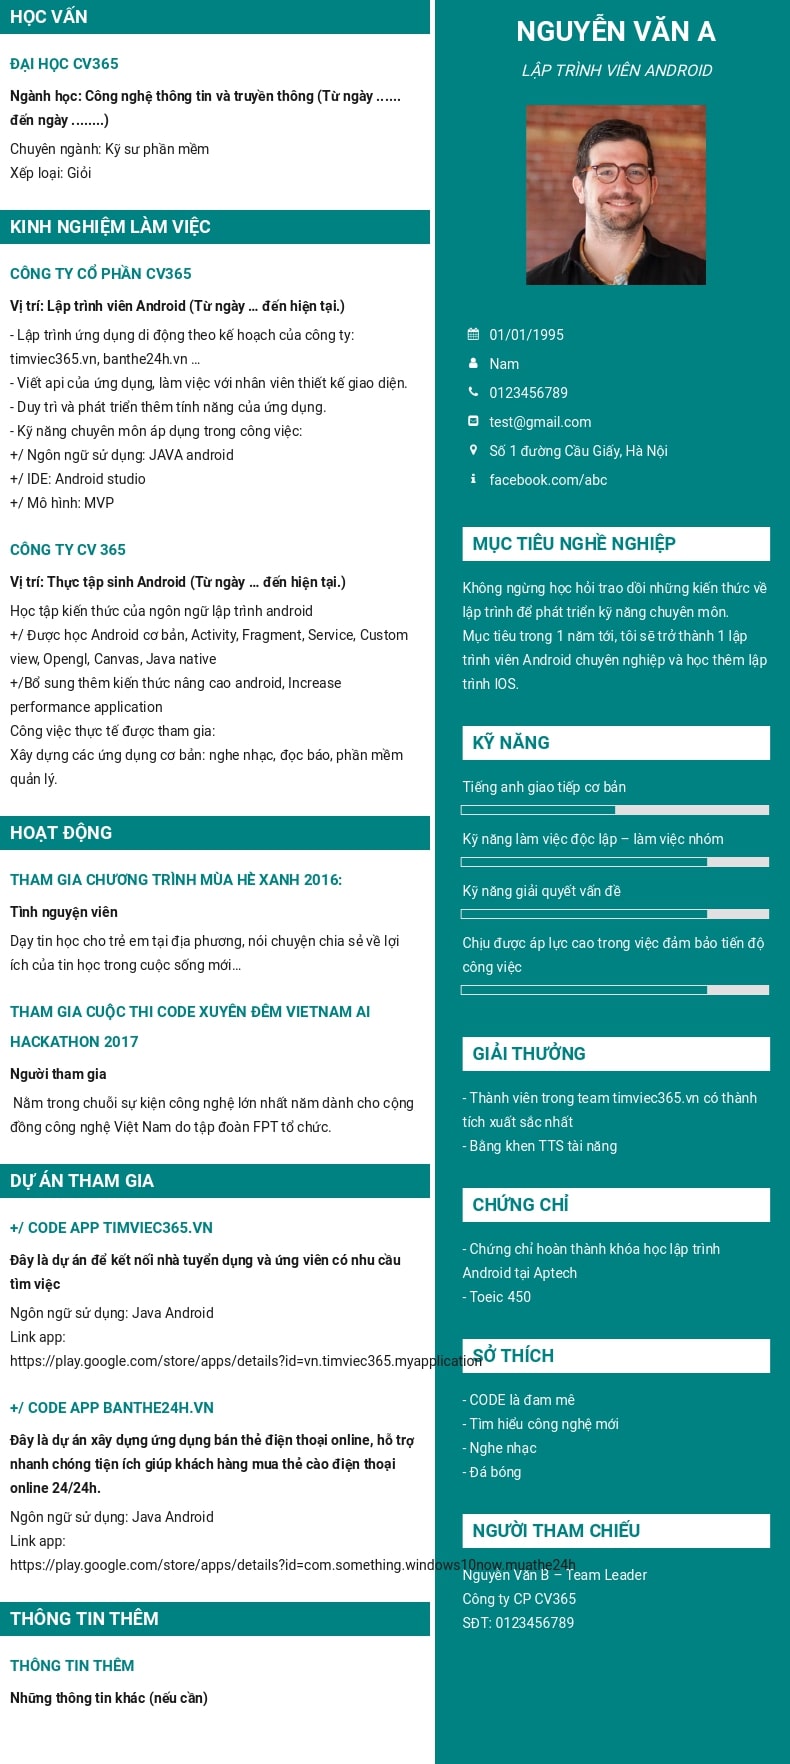 HỌC VẤN
ĐẠI HỌC CV365
Ngành học: Công nghệ thông tin và truyền thông (Từ ngày ......
đến ngày ........)
Chuyên ngành: Kỹ sư phần mềm
Xếp loại: Giỏi
KINH NGHIỆM LÀM VIỆC
CÔNG TY CỔ PHẦN CV365
Vị trí: Lập trình viên Android (Từ ngày … đến hiện tại.)
- Lập trình ứng dụng di động theo kế hoạch của công ty:
timviec365.vn, banthe24h.vn …
- Viết api của ứng dụng, làm việc với nhân viên thiết kế giao diện.
- Duy trì và phát triển thêm tính năng của ứng dụng.
- Kỹ năng chuyên môn áp dụng trong công việc:
+/ Ngôn ngữ sử dụng: JAVA android
+/ IDE: Android studio
+/ Mô hình: MVP
CÔNG TY CV 365
Vị trí: Thực tập sinh Android (Từ ngày … đến hiện tại.)
Học tập kiến thức của ngôn ngữ lập trình android
+/ Được học Android cơ bản, Activity, Fragment, Service, Custom
view, Opengl, Canvas, Java native
+/Bổ sung thêm kiến thức nâng cao android, Increase
performance application
Công việc thực tế được tham gia:
Xây dựng các ứng dụng cơ bản: nghe nhạc, đọc báo, phần mềm
quản lý.
HOẠT ĐỘNG
THAM GIA CHƯƠNG TRÌNH MÙA HÈ XANH 2016:
Tình nguyện viên
Dạy tin học cho trẻ em tại địa phương, nói chuyện chia sẻ về lợi
ích của tin học trong cuộc sống mới…
THAM GIA CUỘC THI CODE XUYÊN ĐÊM VIETNAM AI
HACKATHON 2017
Người tham gia
Nằm trong chuỗi sự kiện công nghệ lớn nhất năm dành cho cộng
đồng công nghệ Việt Nam do tập đoàn FPT tổ chức.
DỰ ÁN THAM GIA
+/ CODE APP TIMVIEC365.VN
Đây là dự án để kết nối nhà tuyển dụng và ứng viên có nhu cầu
tìm việc
Ngôn ngữ sử dụng: Java Android
Link app:
https://play.google.com/store/apps/details?id=vn.timviec365.myapplication
+/ CODE APP BANTHE24H.VN
Đây là dự án xây dựng ứng dụng bán thẻ điện thoại online, hỗ trợ
nhanh chóng tiện ích giúp khách hàng mua thẻ cào điện thoại
online 24/24h.
Ngôn ngữ sử dụng: Java Android
Link app:
https://play.google.com/store/apps/details?id=com.something.windows10now.muathe24h
THÔNG TIN THÊM
THÔNG TIN THÊM
Những thông tin khác (nếu cần)
NGUYỄN VĂN A
LẬP TRÌNH VIÊN ANDROID
01/01/1995
Nam
0123456789
test@gmail.com
Số 1 đường Cầu Giấy, Hà Nội
facebook.com/abc
MỤC TIÊU NGHỀ NGHIỆP
Không ngừng học hỏi trao dồi những kiến thức về
lập trình để phát triển kỹ năng chuyên môn.
Mục tiêu trong 1 năm tới, tôi sẽ trở thành 1 lập
trình viên Android chuyên nghiệp và học thêm lập
trình IOS.
KỸ NĂNG
Tiếng anh giao tiếp cơ bản
Kỹ năng làm việc độc lập – làm việc nhóm
Kỹ năng giải quyết vấn đề
Chịu được áp lực cao trong việc đảm bảo tiến độ
công việc
GIẢI THƯỞNG
- Thành viên trong team timviec365.vn có thành
tích xuất sắc nhất
- Bằng khen TTS tài năng
CHỨNG CHỈ
- Chứng chỉ hoàn thành khóa học lập trình
Android tại Aptech
- Toeic 450
SỞ THÍCH
- CODE là đam mê
- Tìm hiểu công nghệ mới
- Nghe nhạc
- Đá bóng
NGƯỜI THAM CHIẾU
Nguyễn Văn B – Team Leader
Công ty CP CV365
SĐT: 0123456789